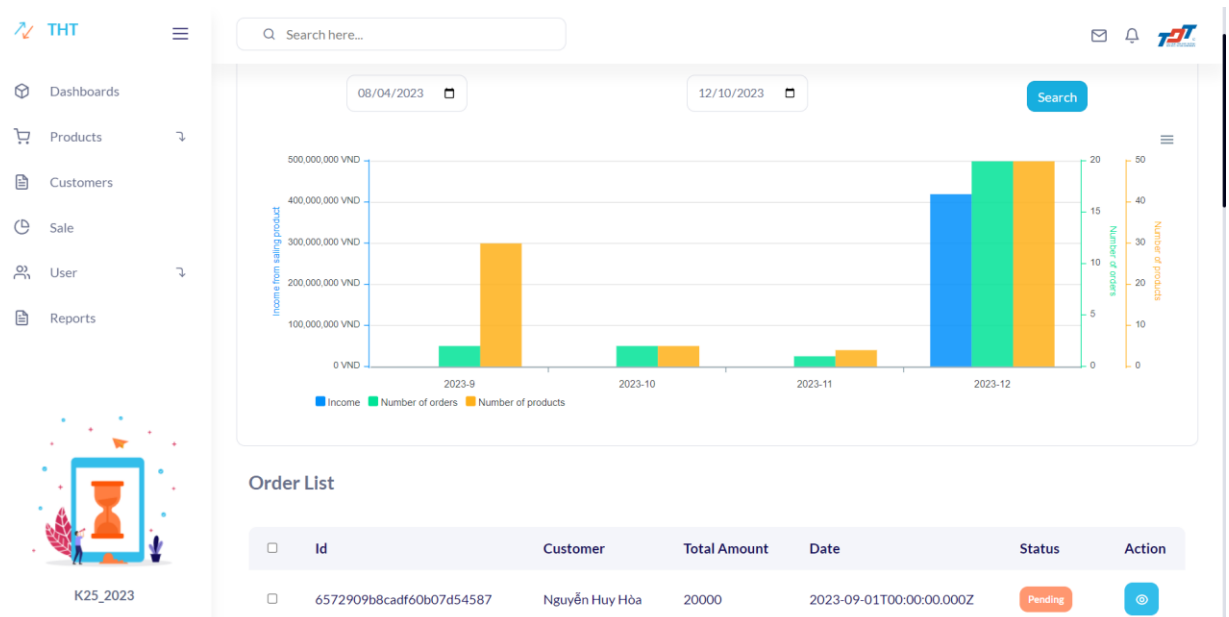 THT
Search here...
TDT
Dashboards
Products
Customers
Sale
User
Reports
K25_2023
08/04/2023
12/10/2023
Search
500,000,000 VND
400,000,000 VND
300,000,000 VND
200,000,000 VND
100,000,000 VND
0 VND
Income from saling product
20
15
10
5
0
Number of orders
50
40
30
20
10
0
Number of products
2023-9
2023-10
2023-11
2023-12
Income Number of orders Number of products
Order List
Id Customer Total Amount Date Status Action
6572909b8cadf60b07d54587 Nguyễn Huy Hòa 20000 2023-09-01T00:00:00.000Z Pending